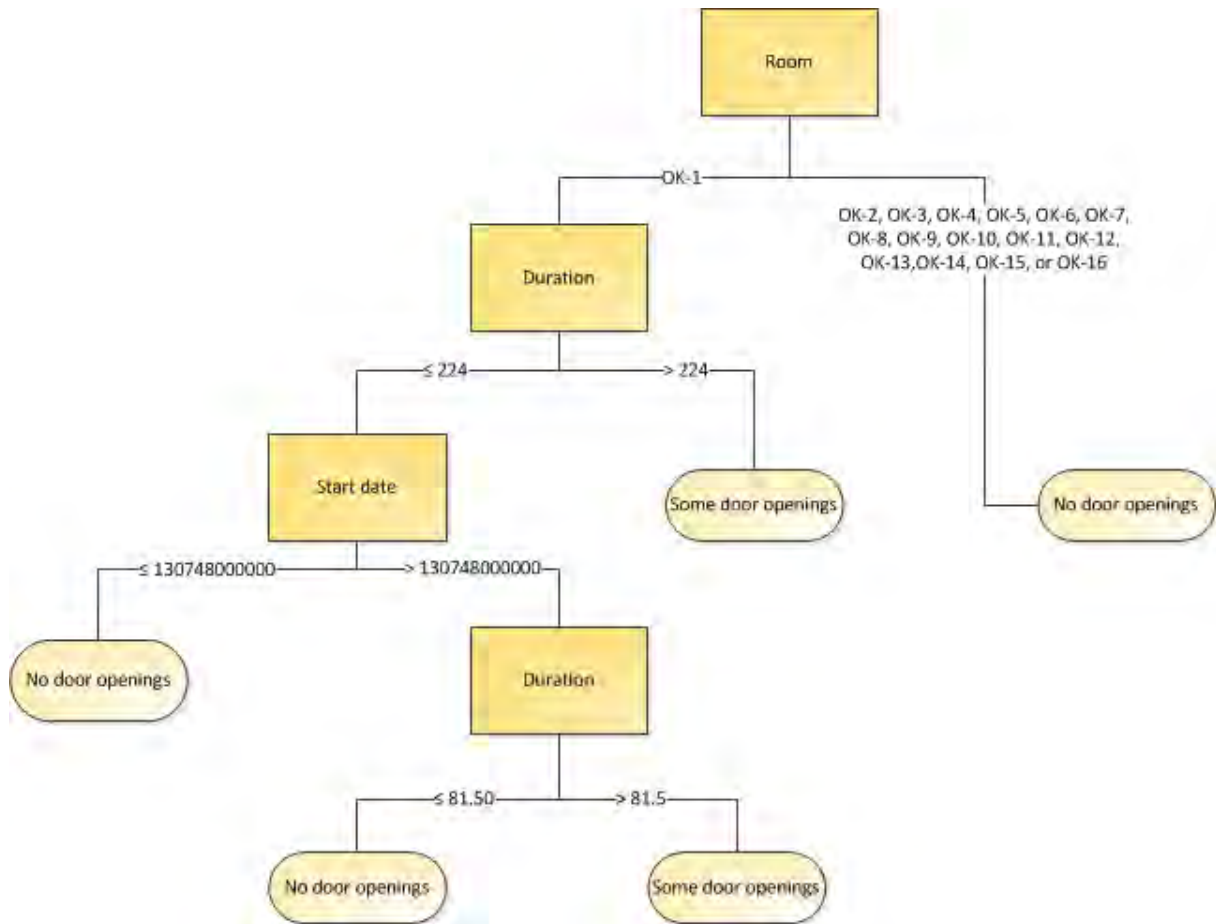 Room
OK-1
OK-2, OK-3, OK-4, OK-5, OK-6, OK-7,
OK-8, OK-9, OK-10, OK-11, OK-12,
OK-13,OK-14, OK-15, or OK-16
Duration
≤ 224
> 224
Start date
Some door openings
No door openings
≤ 130748000000
> 130748000000
No door openings
Duration
≤ 81.50
> 81.5
No door openings
Some door openings